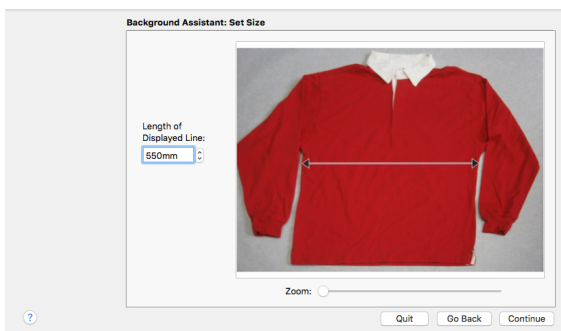 Background Assistant: Set Size
Length of
Displayed Line:
550mm
Zoom:
?
Quit
Go Back
Continue